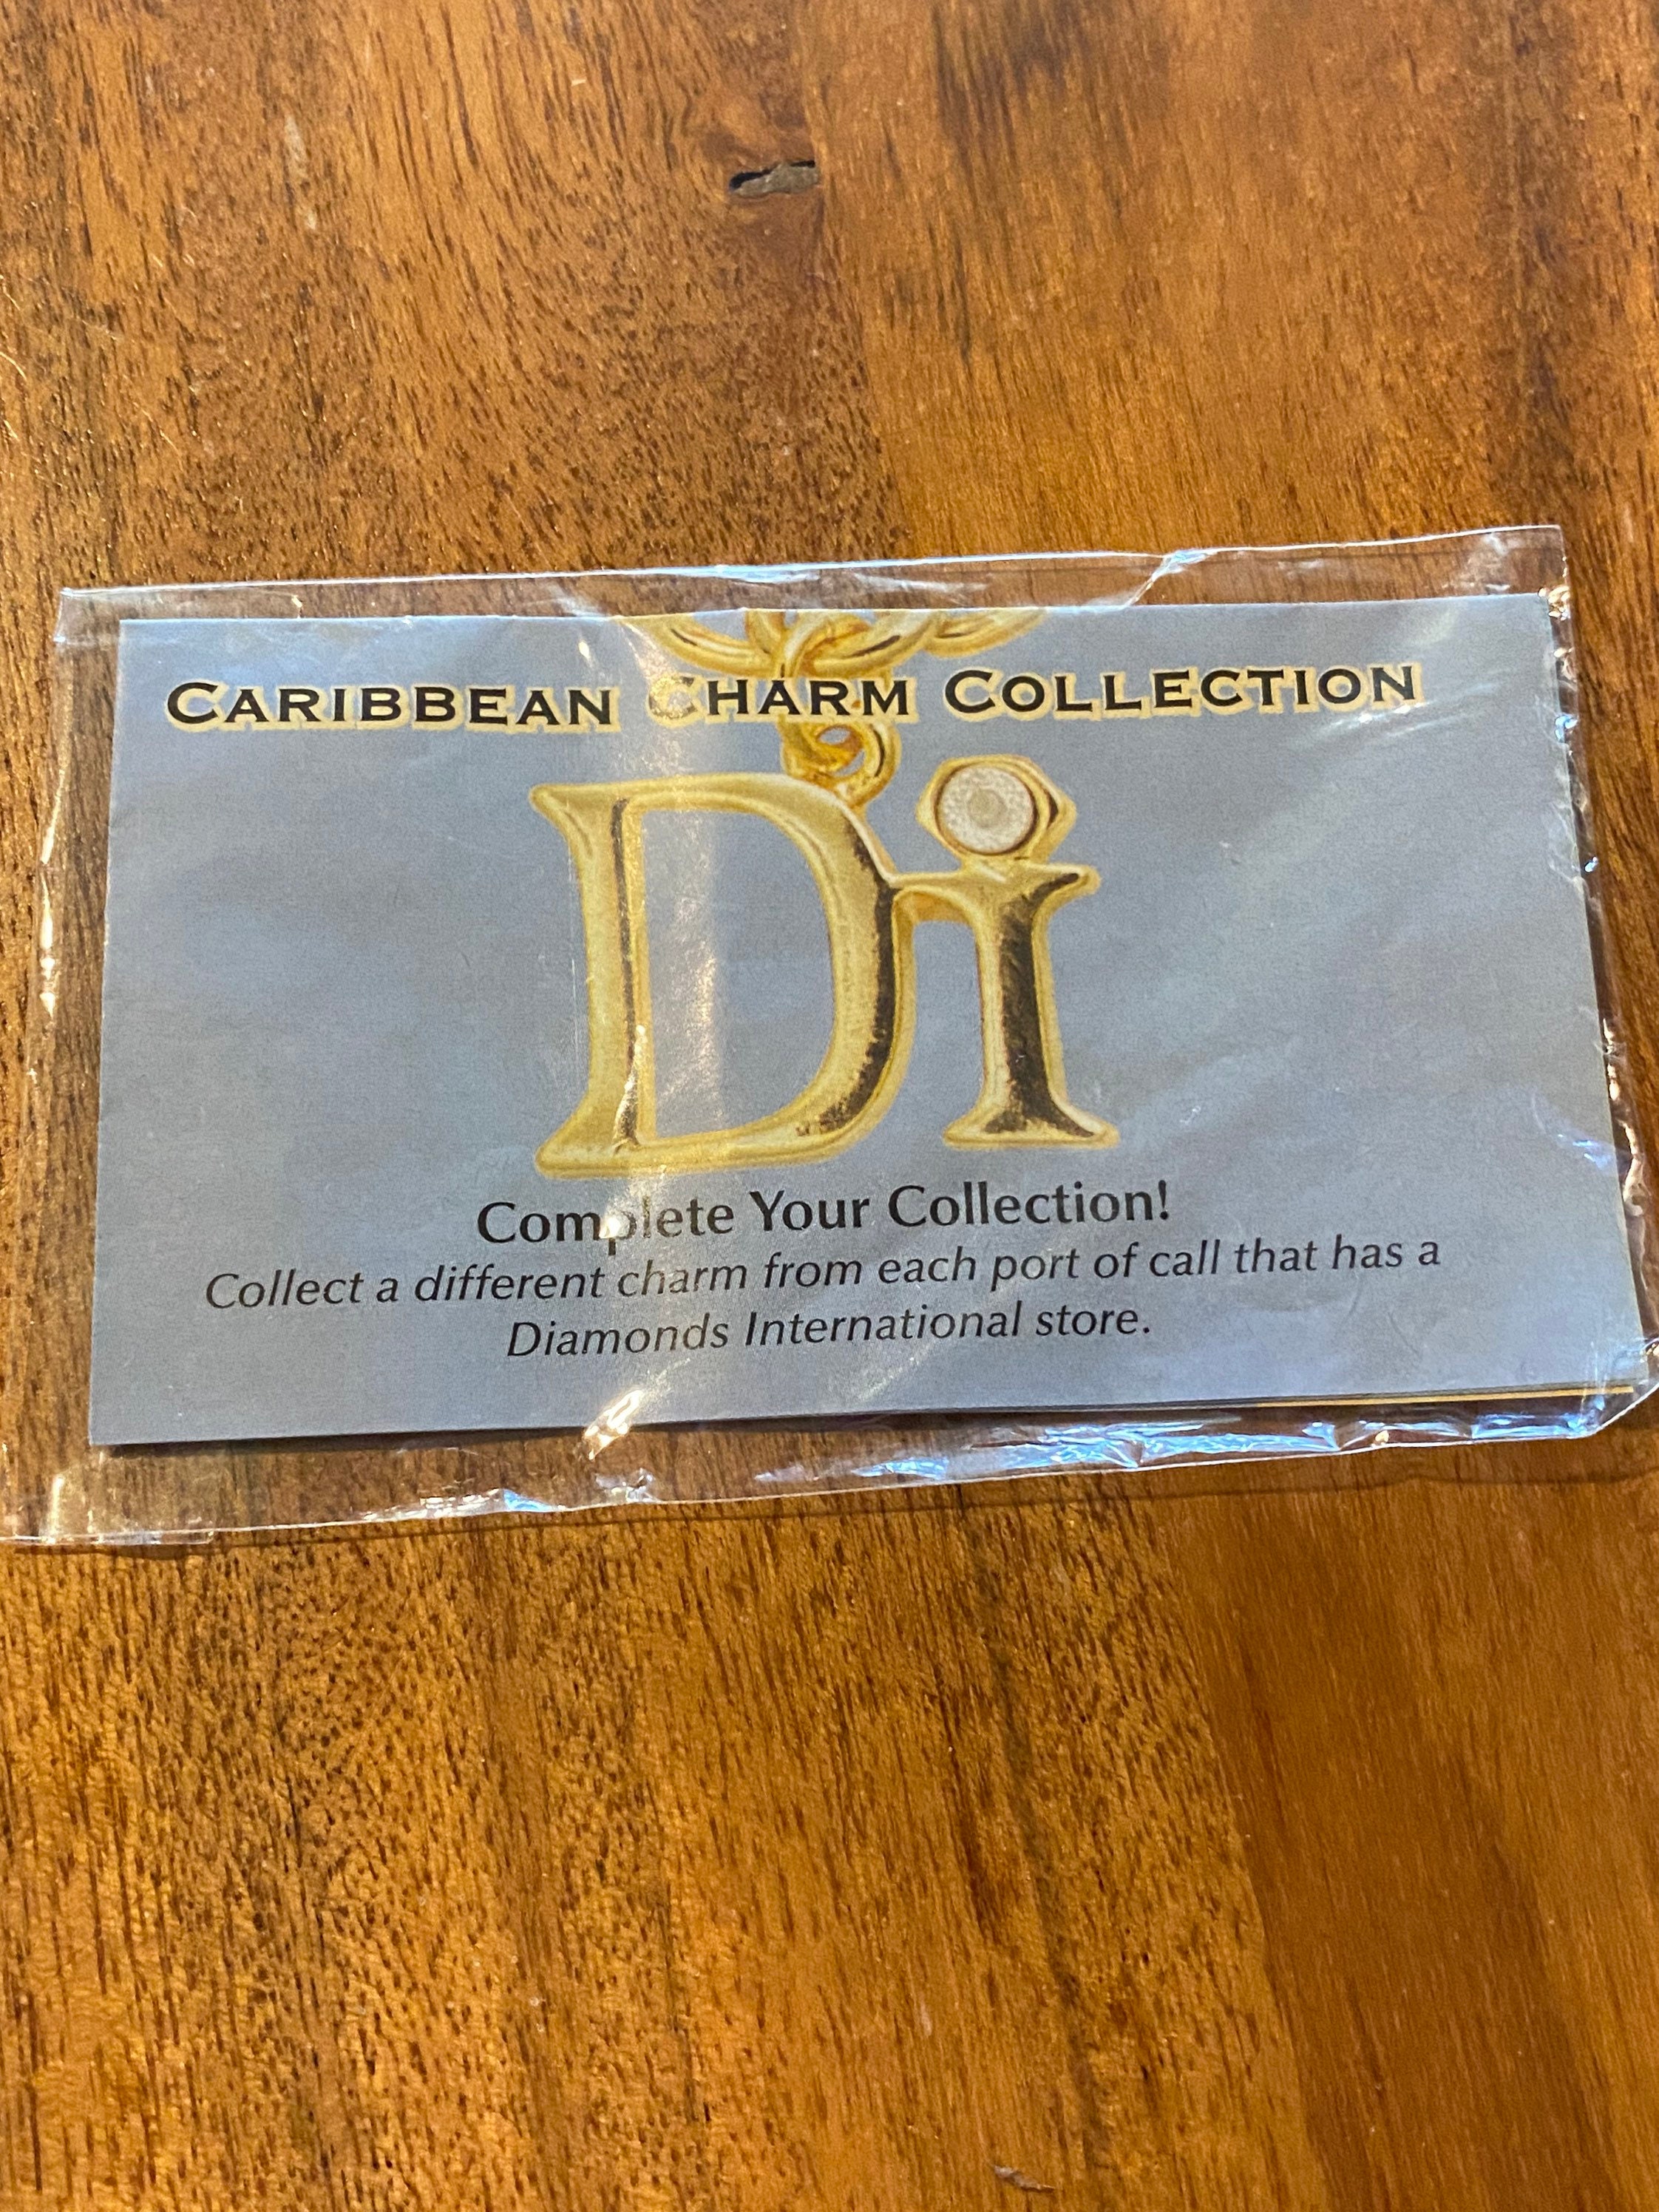 CARIBBEAN CHARM COLLECTION
Di
Complete Your Collection!
Collect a different charm from each port of call that has a
Diamonds International store.